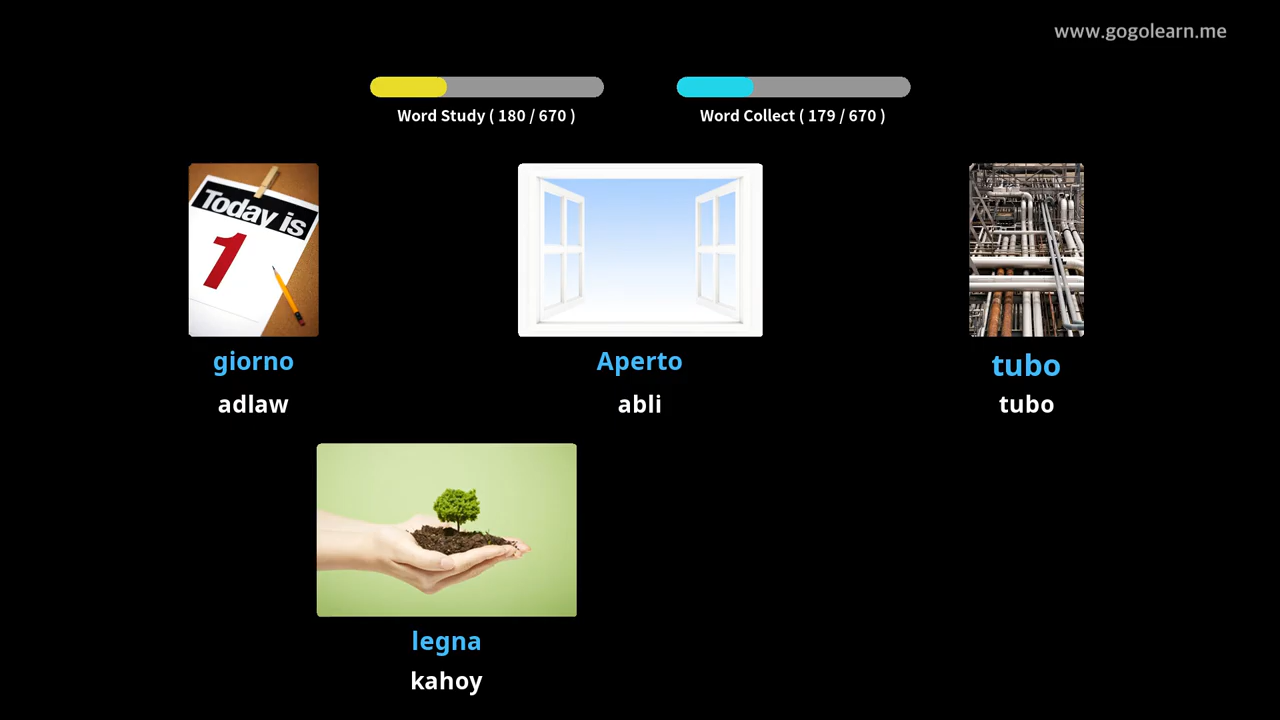 www.gogolearn.me
Word Study ( 180 / 670 )
Word Collect ( 179 / 670 )
Today is
1
giorno
adlaw
Aperto
abli
tubo
tubo
legna
kahoy